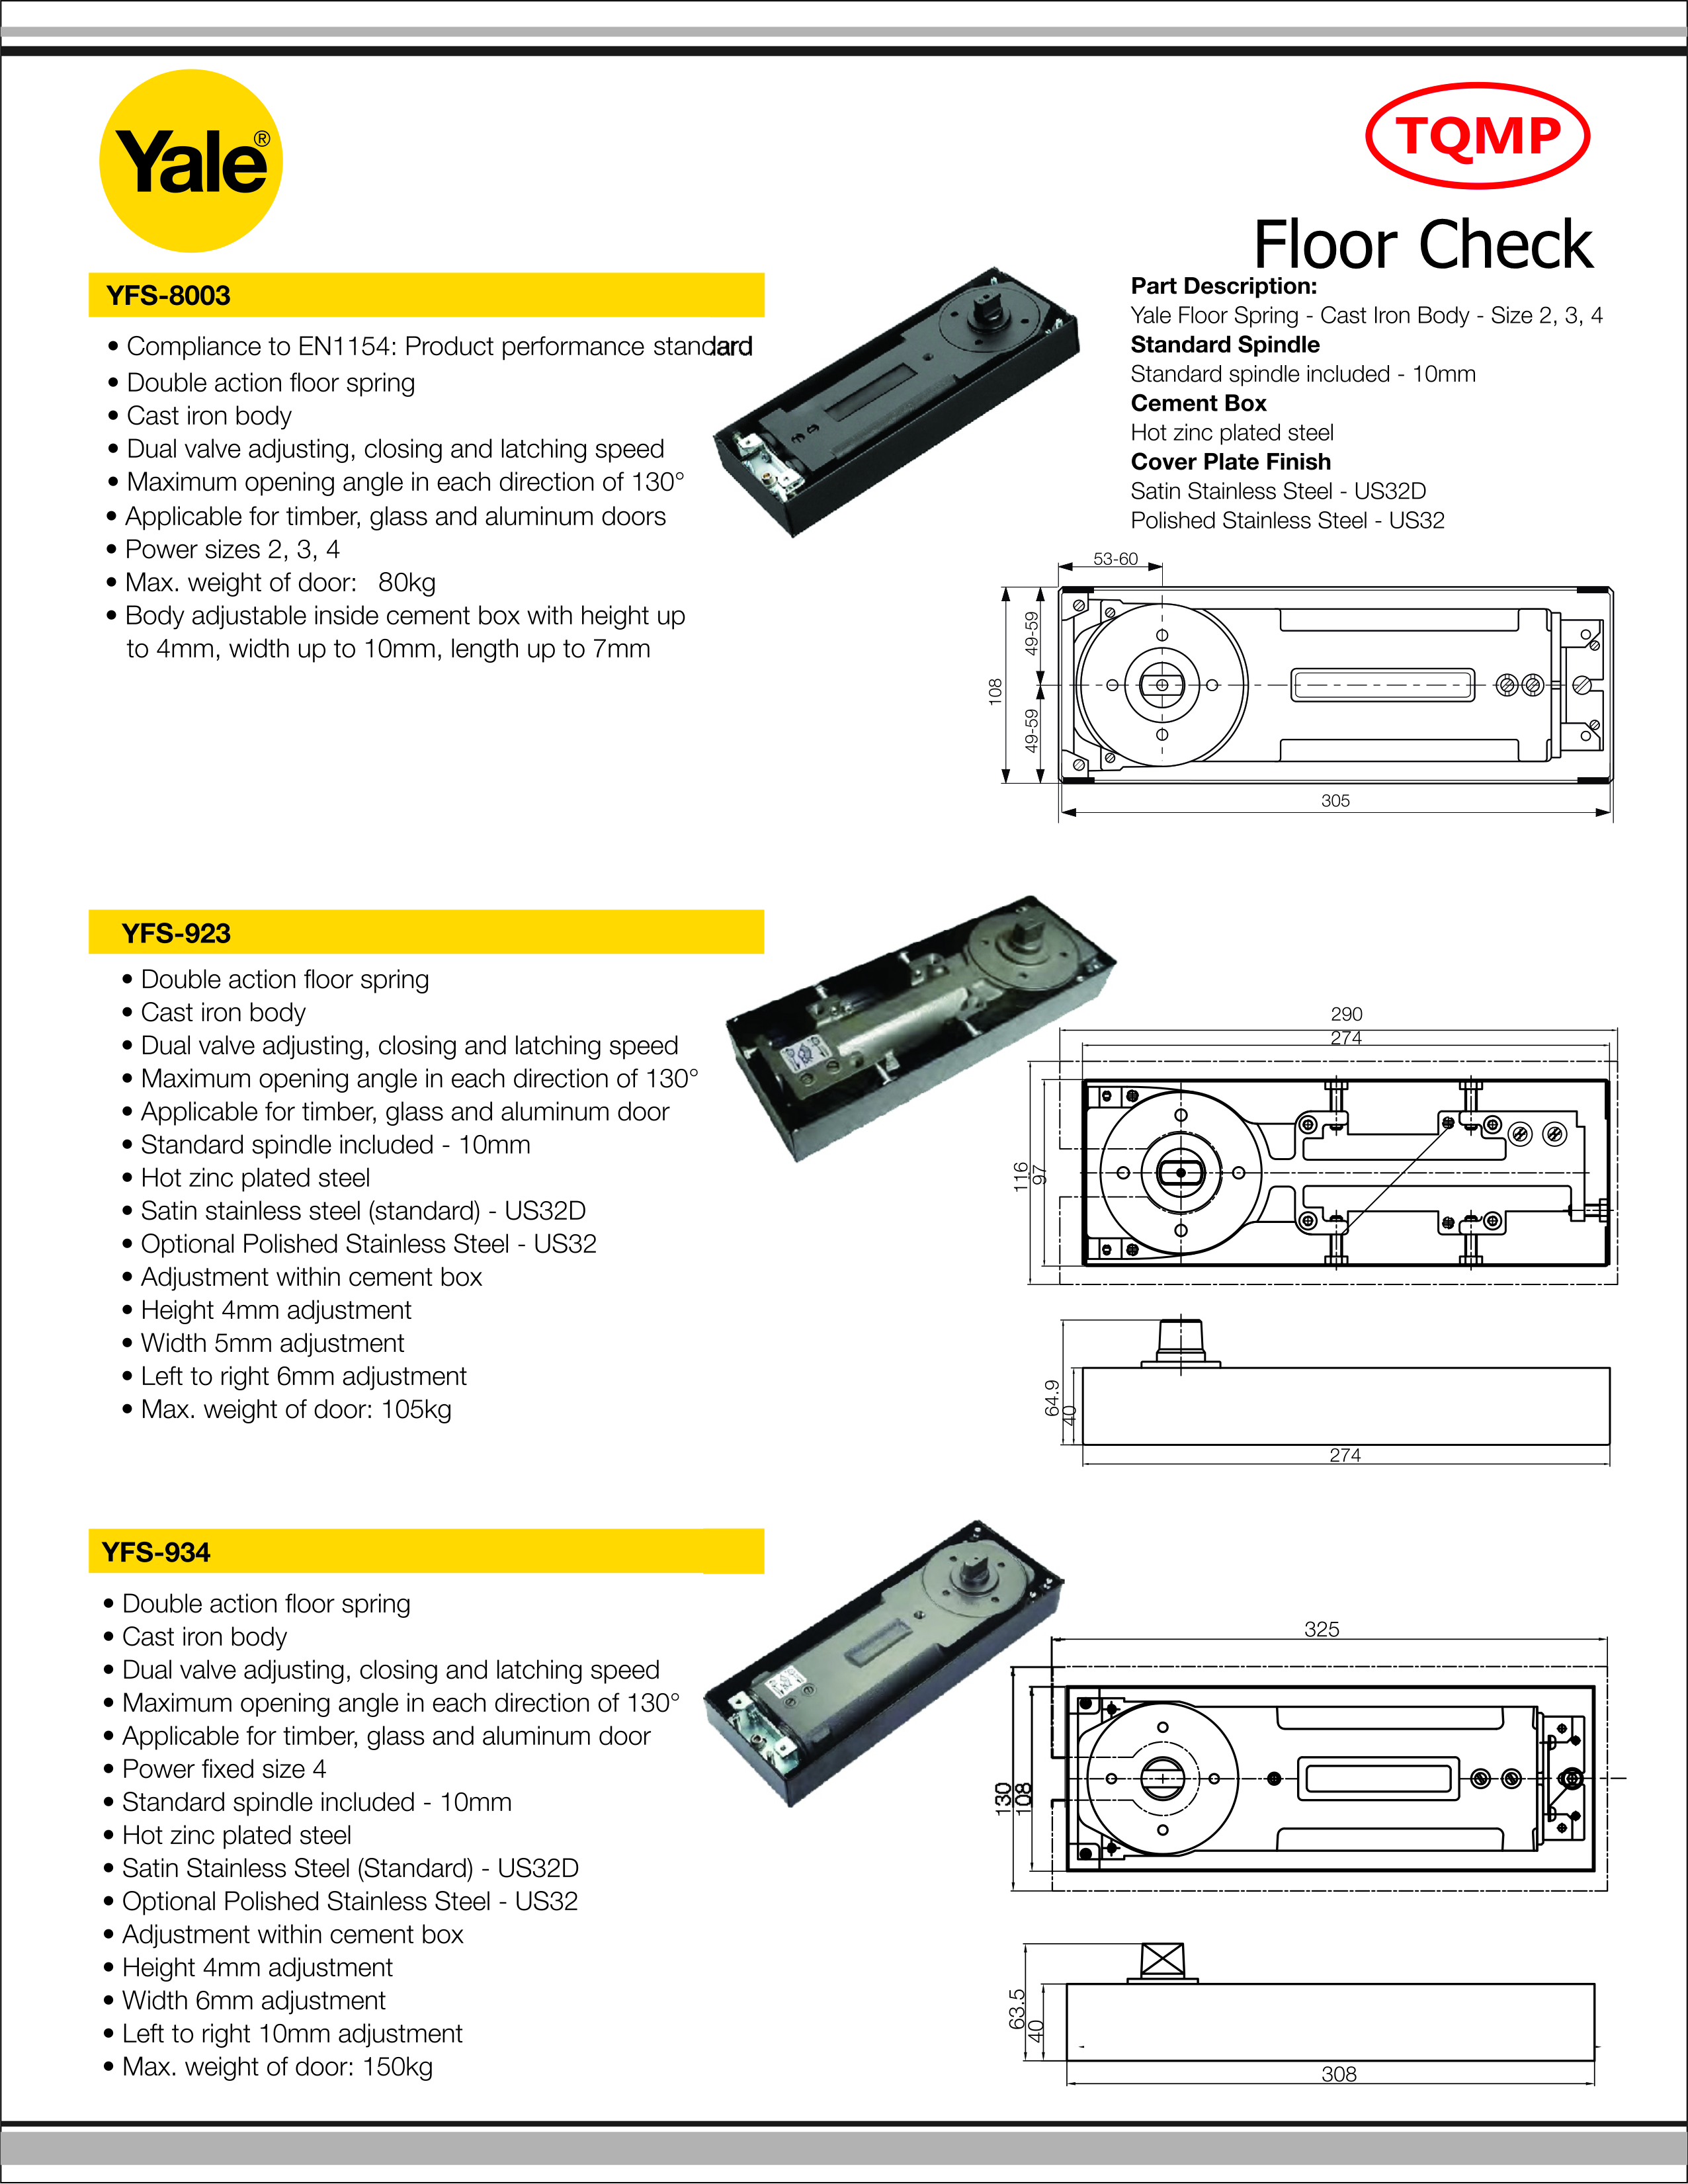 Yale®
TQMP
Floor Check
YFS-8003
• Compliance to EN1154: Product performance standard
• Double action floor spring
• Cast iron body
• Dual valve adjusting, closing and latching speed
• Maximum opening angle in each direction of 130°
• Applicable for timber, glass and aluminum doors
• Power sizes 2, 3, 4
• Max. weight of door: 80kg
• Body adjustable inside cement box with height up
to 4mm, width up to 10mm, length up to 7mm
Part Description:
Yale Floor Spring - Cast Iron Body - Size 2, 3, 4
Standard Spindle
Standard spindle included - 10mm
Cement Box
Hot zinc plated steel
Cover Plate Finish
Satin Stainless Steel - US32D
Polished Stainless Steel - US32
53-60
49-59
108
49-59
305
YFS-923
• Double action floor spring
• Cast iron body
• Dual valve adjusting, closing and latching speed
• Maximum opening angle in each direction of 130°
• Applicable for timber, glass and aluminum door
• Standard spindle included - 10mm
• Hot zinc plated steel
• Satin stainless steel (standard) - US32D
• Optional Polished Stainless Steel - US32
• Adjustment within cement box
• Height 4mm adjustment
• Width 5mm adjustment
• Left to right 6mm adjustment
• Max. weight of door: 105kg
290
274
116
97
64.9
40
274
YFS-934
• Double action floor spring
• Cast iron body
• Dual valve adjusting, closing and latching speed
• Maximum opening angle in each direction of 130°
• Applicable for timber, glass and aluminum door
• Power fixed size 4
• Standard spindle included - 10mm
• Hot zinc plated steel
• Satin Stainless Steel (Standard) - US32D
• Optional Polished Stainless Steel - US32
• Adjustment within cement box
• Height 4mm adjustment
• Width 6mm adjustment
• Left to right 10mm adjustment
• Max. weight of door: 150kg
325
130
108
63.5
40
308